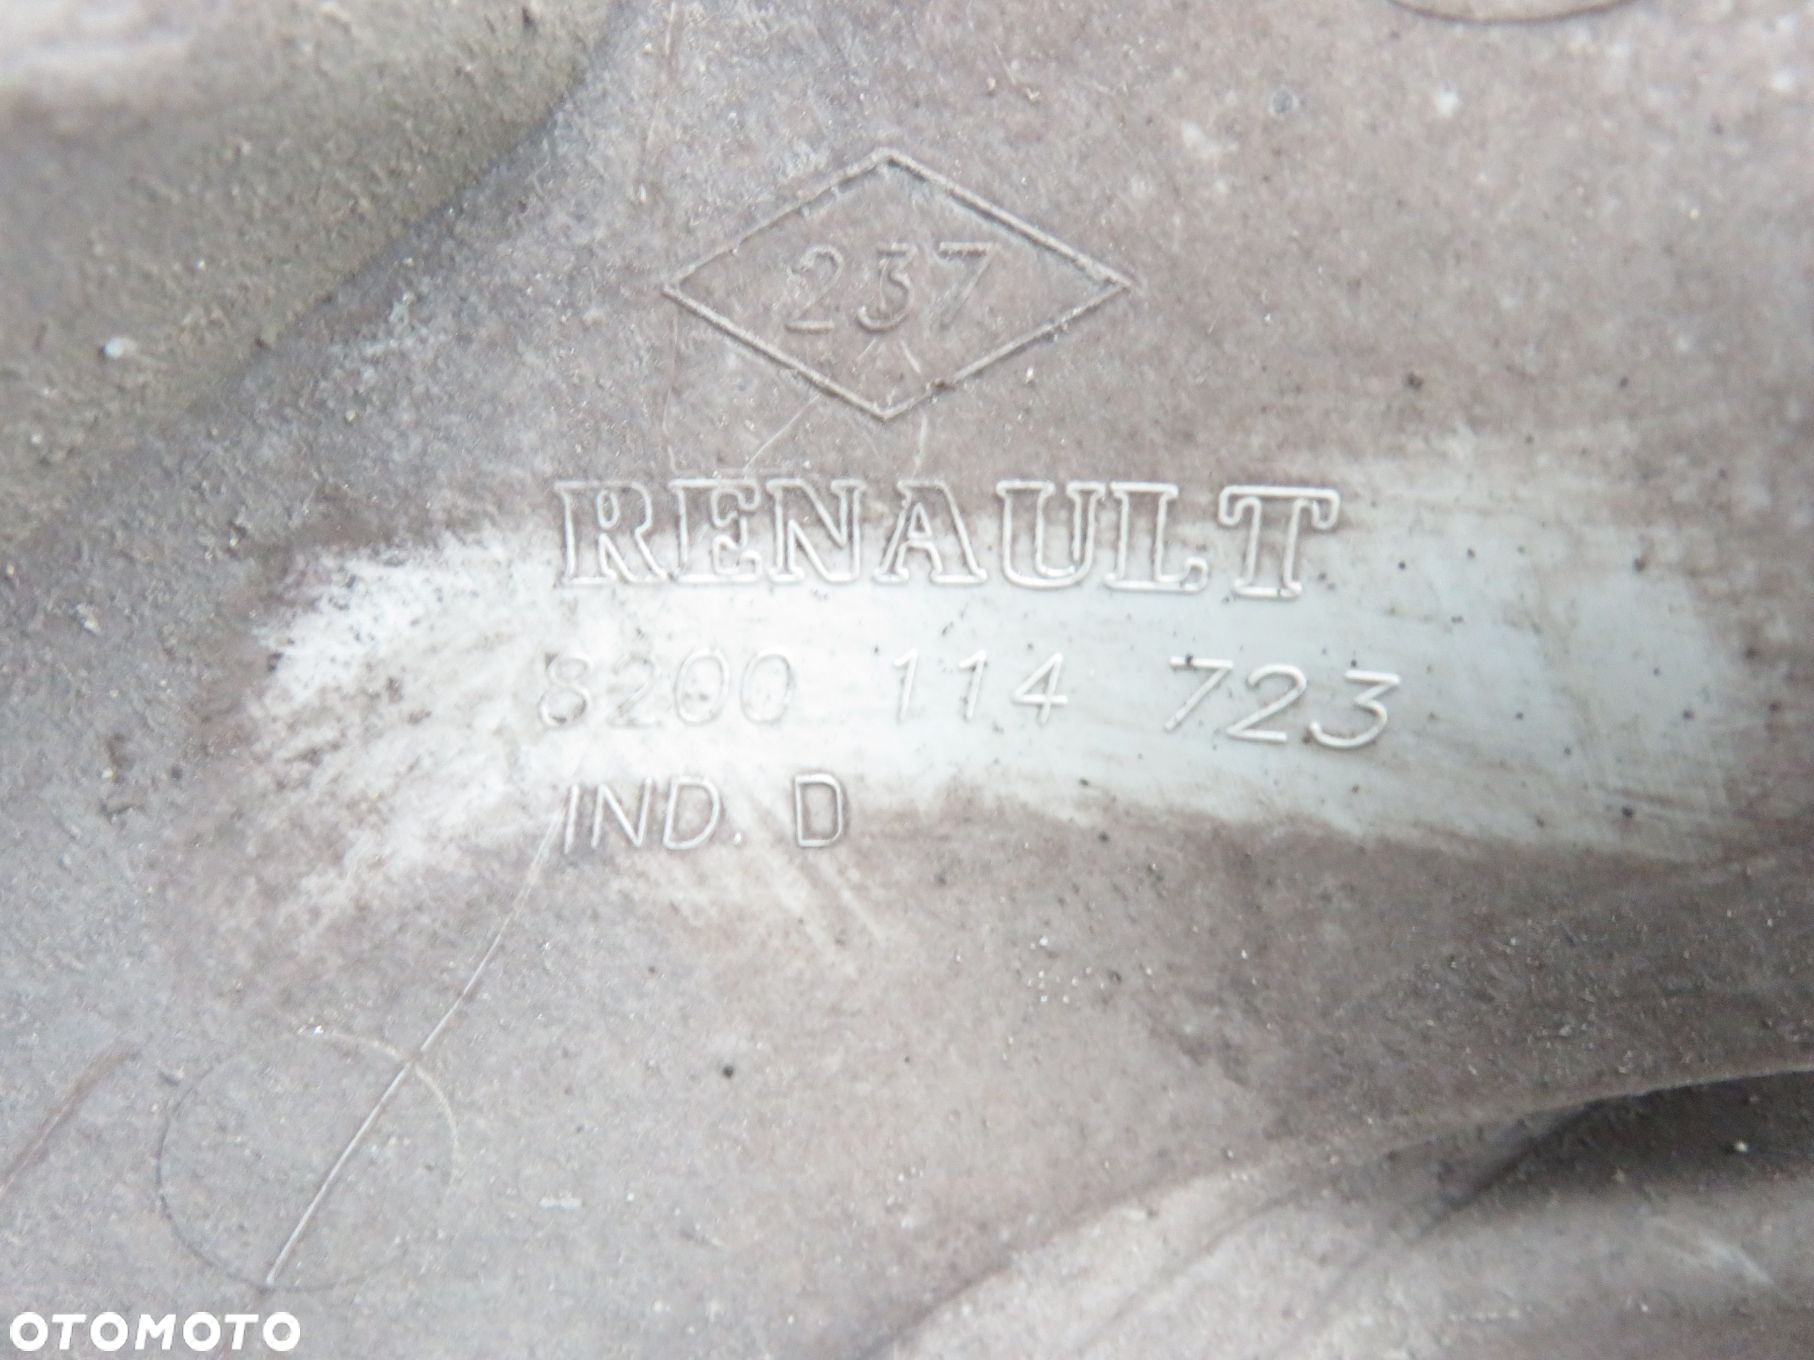 237
RENAULT
8200 114 723
IND. D
OTOMOTO